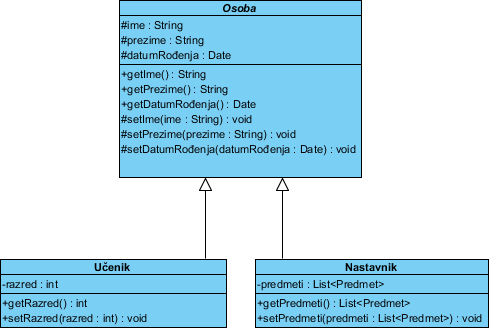 Osoba
#ime : String
#prezime : String
#datumRođenja : Date
+getIme() : String
+getPrezime() : String
+getDatumRođenja() : Date
#setIme(ime : String) : void
#setPrezime(prezime : String) : void
#setDatumRođenja(datumRođenja : Date) : void
Učenik
-razred : int
+getRazred() : int
+setRazred(razred : int) : void
Nastavnik
-predmeti : List<Predmet>
+getPredmeti() : List<Predmet>
+setPredmeti(predmeti : List<Predmet>) : void